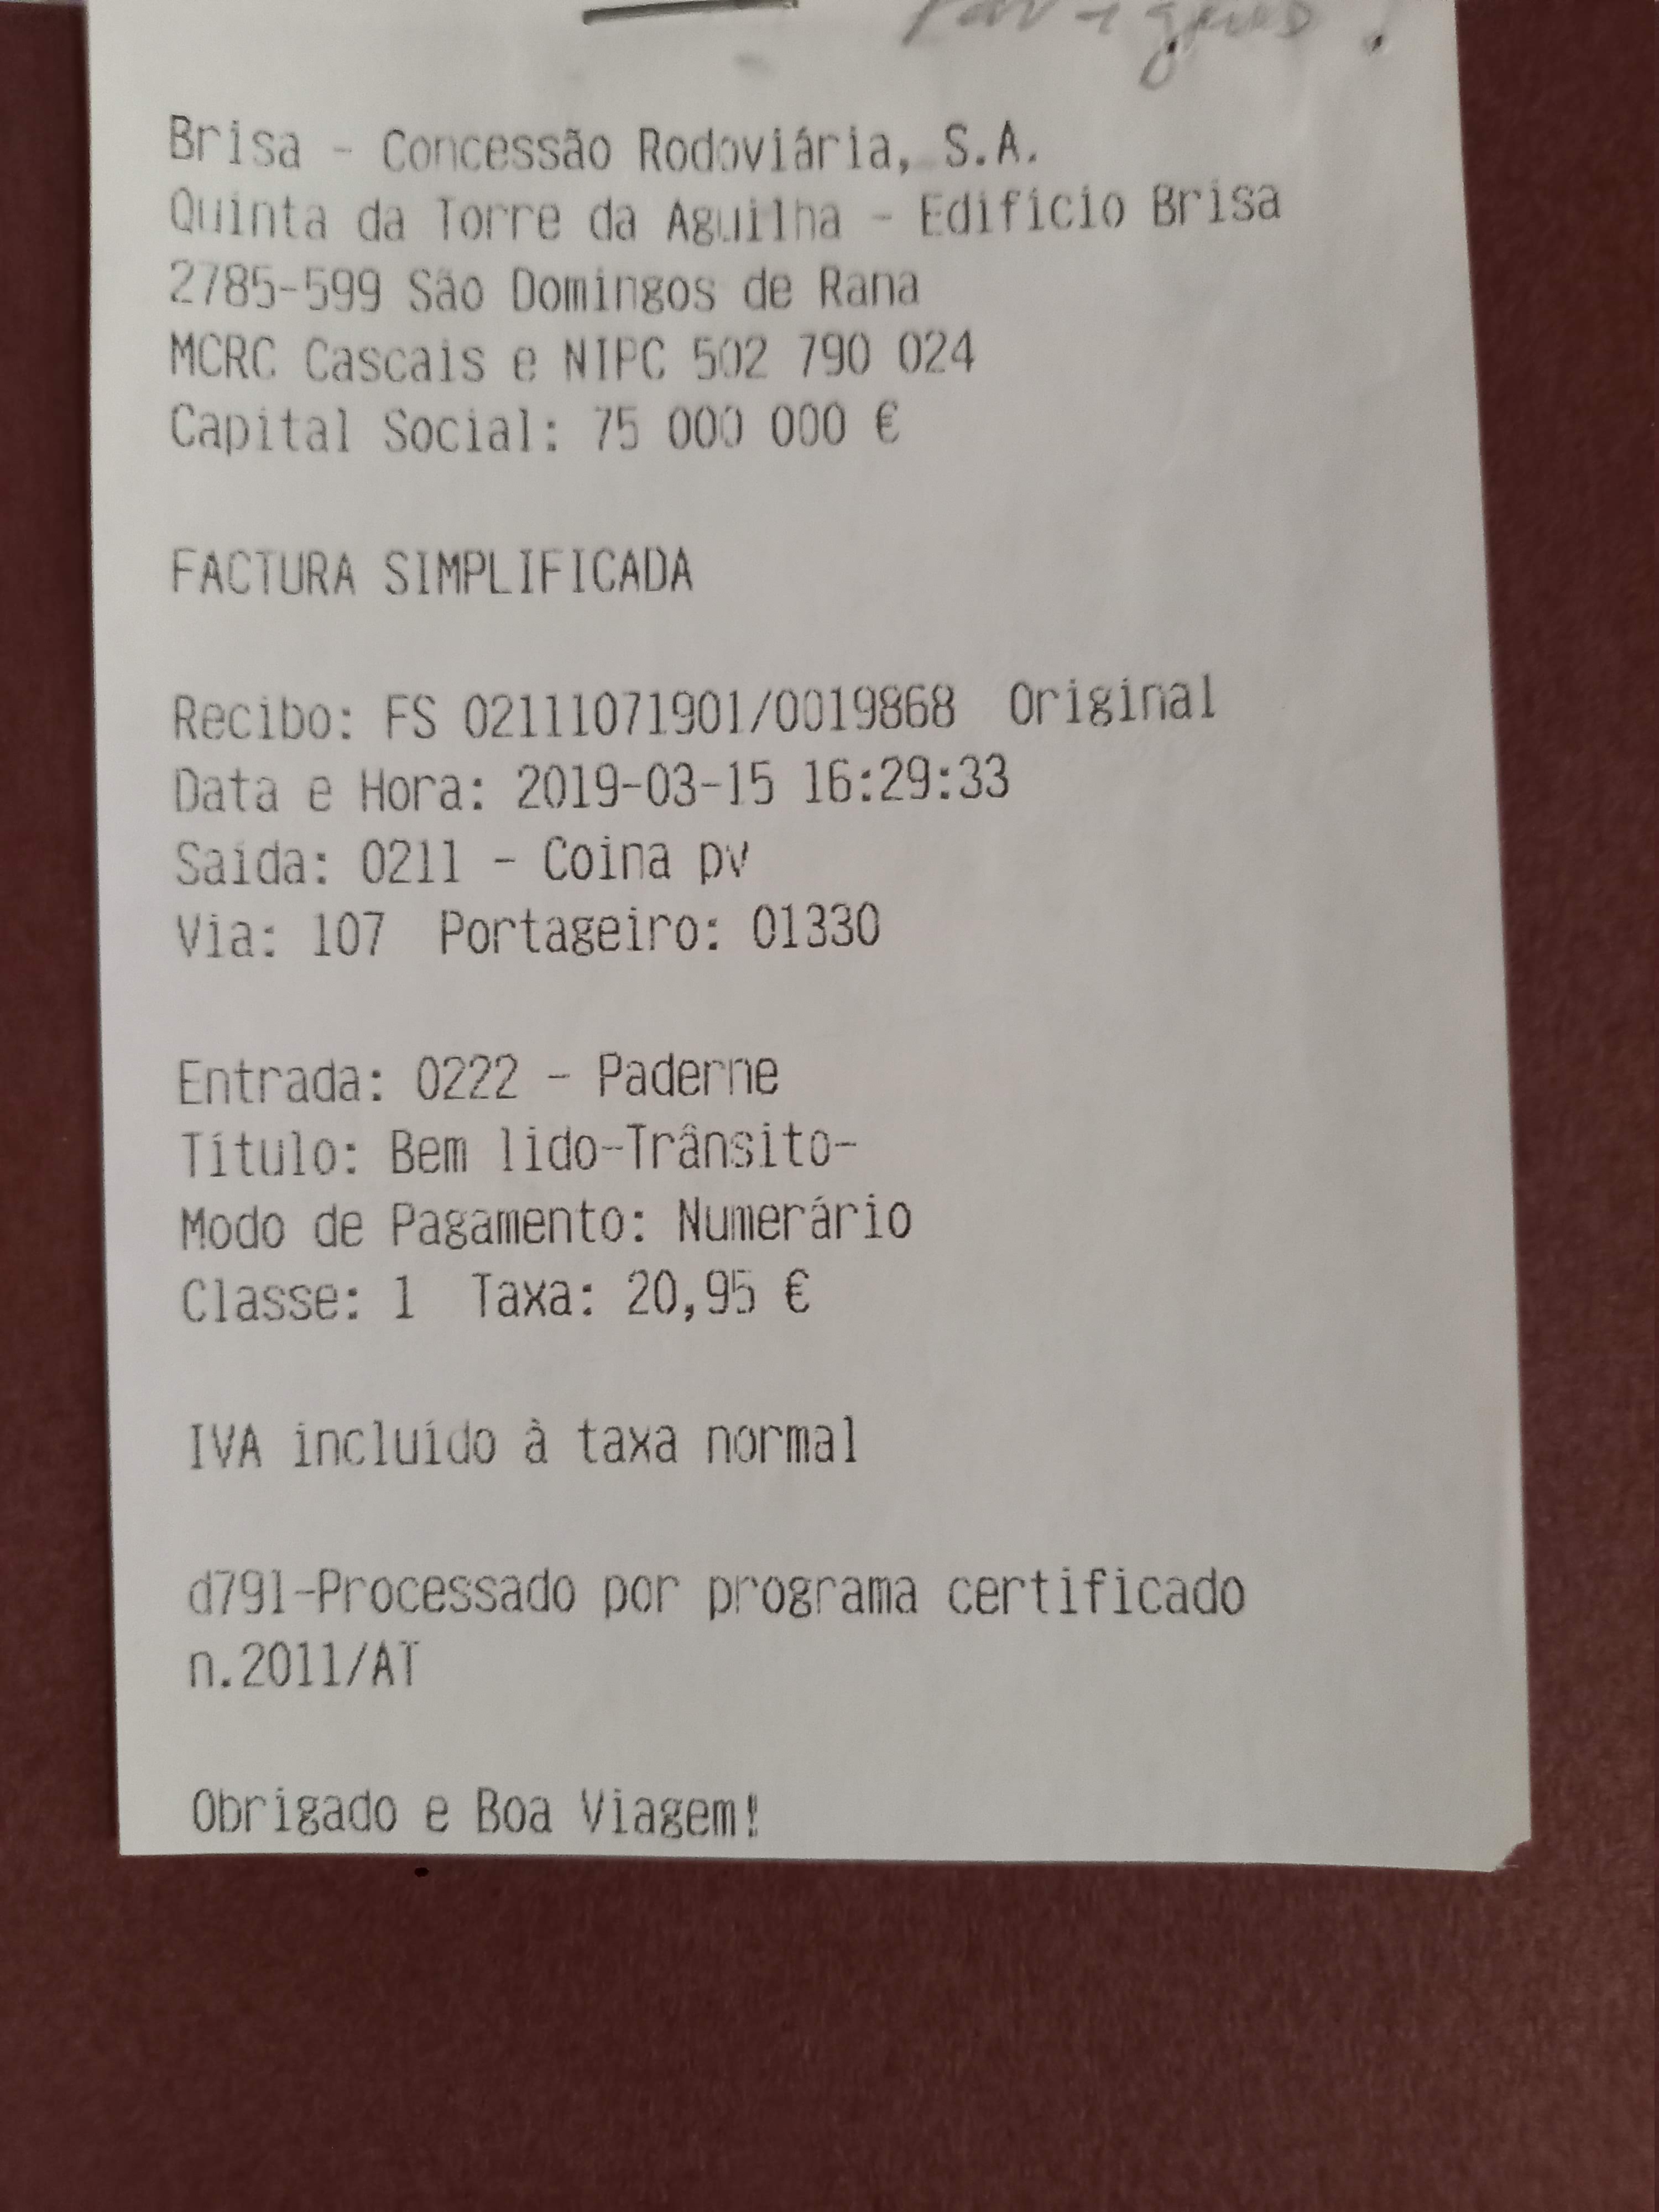 Brisa - Concessão Rodoviária, S.A.
Quinta da Torre da Aguilha - Edifício Brisa
2785-599 São Domingos de Rana
MCRC Cascais e NIPC 502 790 024
Capital Social: 75 000 000 €
FACTURA SIMPLIFICADA
Recibo: FS 02111071901/0019868 Original
Data e Hora: 2019-03-15 16:29:33
Saída: 0211 - Coina pv
Via: 107 Portageiro: 01330
Entrada: 0222 - Paderne
Título: Bem lido-Trânsito-
Modo de Pagamento: Numerário
Classe: 1 Taxa: 20,95 €
IVA incluído à taxa normal
d791-Processado por programa certificado
n.2011/AT
Obrigado e Boa Viagem!